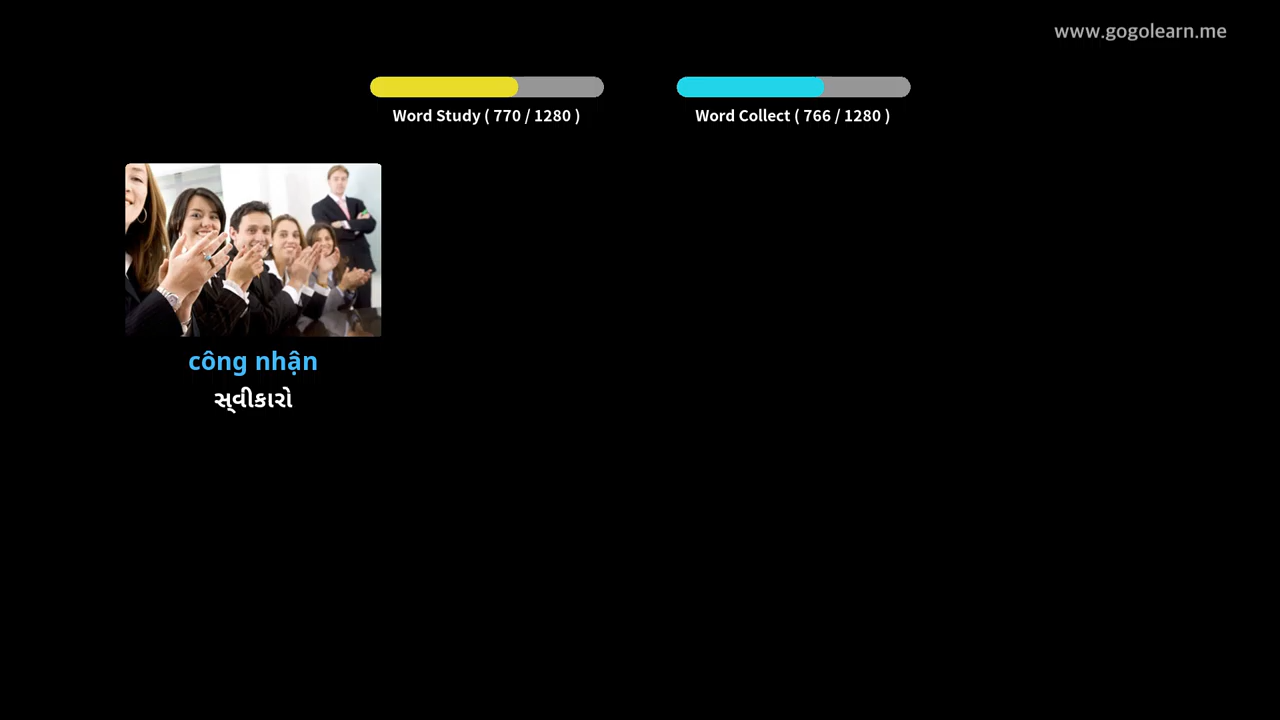 www.gogolearn.me
Word Study ( 770 / 1280 )
Word Collect ( 766 / 1280 )
công nhận
સ્વીકારો